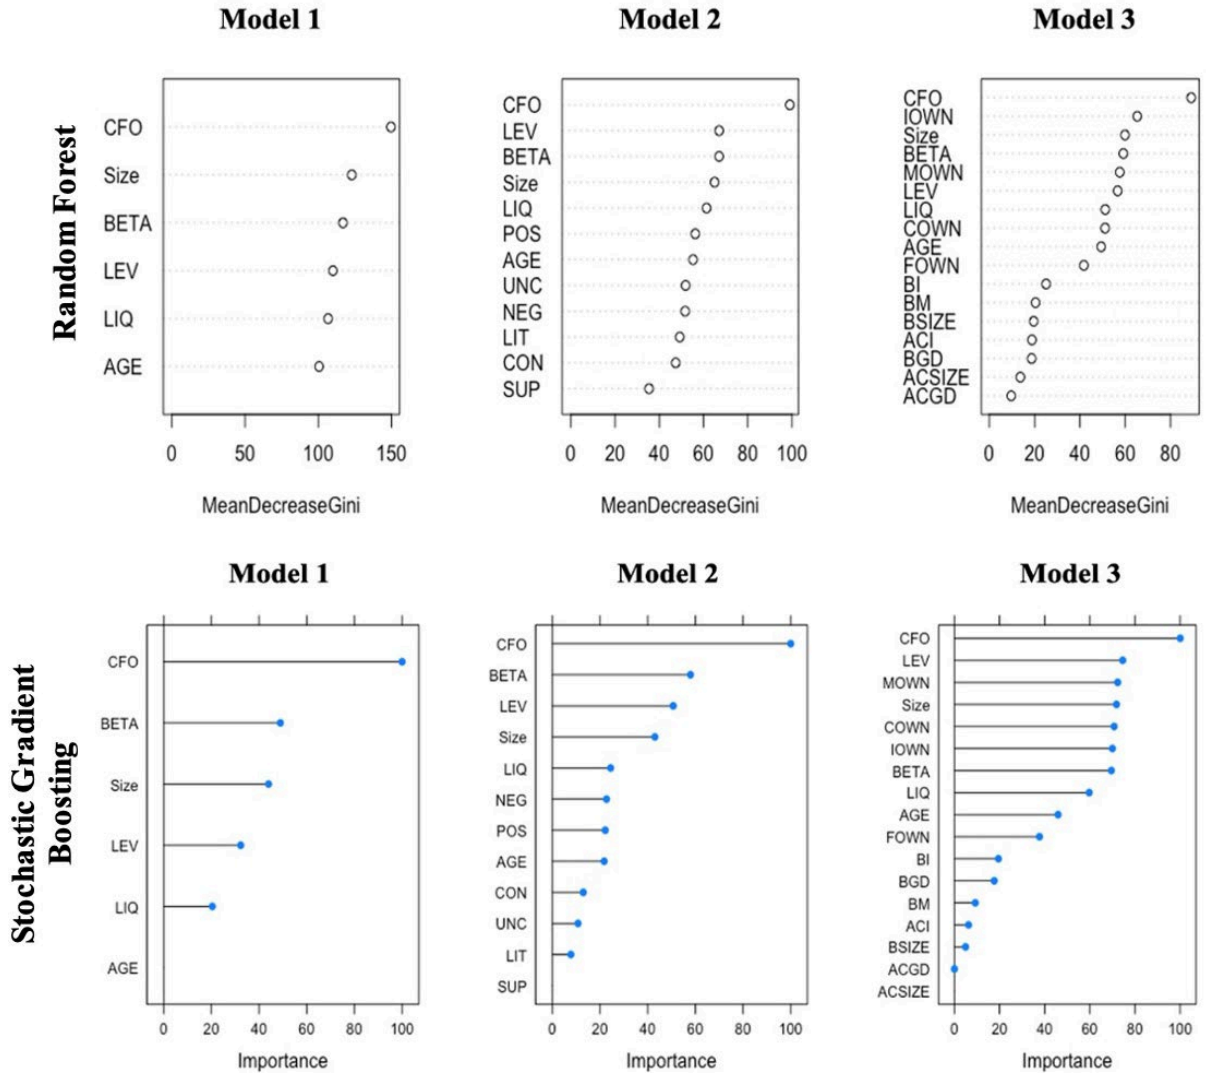 Model 1
Model 2
Model 3
Random Forest
CFO
Size
BETA
LEV
LIQ
AGE
0 50 100 150
MeanDecreaseGini
CFO
LEV
BETA
Size
LIQ
POS
AGE
UNC
NEG
LIT
CON
SUP
0 20 40 60 80 100
MeanDecreaseGini
CFO
IOWN
Size
BETA
MOWN
LEV
LIQ
COWN
AGE
FOWN
BI
BM
BSIZE
ACI
BGD
ACSIZE
ACGD
0 20 40 60 80
MeanDecreaseGini
Model 1
Model 2
Model 3
Stochastic Gradient
Boosting
CFO
BETA
Size
LEV
LIQ
AGE
0 20 40 60 80 100
Importance
CFO
BETA
LEV
Size
LIQ
NEG
POS
AGE
CON
UNC
LIT
SUP
0 20 40 60 80 100
Importance
CFO
LEV
MOWN
Size
COWN
IOWN
BETA
LIQ
AGE
FOWN
BI
BGD
BM
ACI
BSIZE
ACGD
ACSIZE
0 20 40 60 80 100
Importance